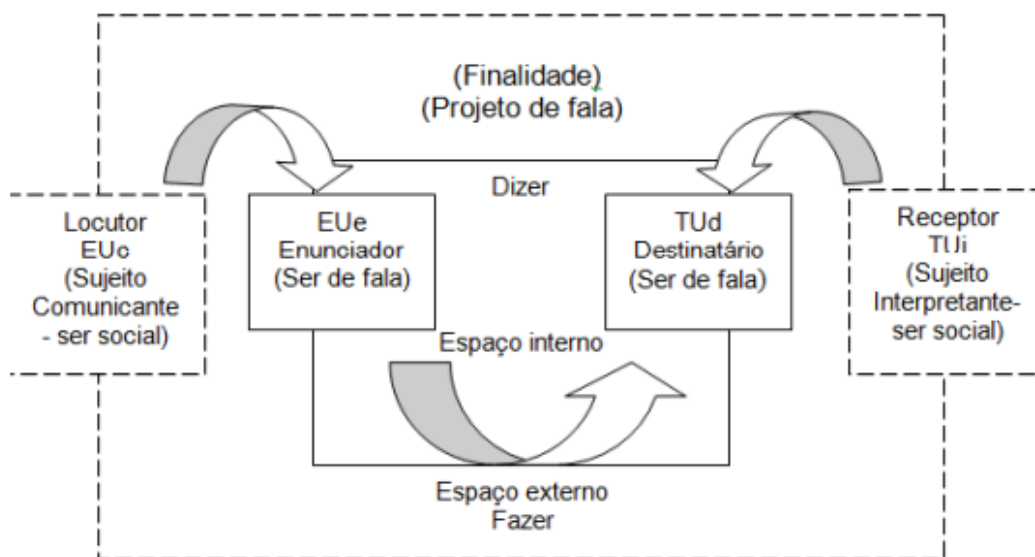 (Finalidade)
(Projeto de fala)
Dizer
Locutor
EUc
(Sujeito
Comunicante
- ser social)
EUe
Enunciador
(Ser de fala)
TUd
Destinatário
(Ser de fala)
Receptor
TUi
(Sujeito
Interpretante-
ser social)
Espaço interno
Espaço externo
Fazer